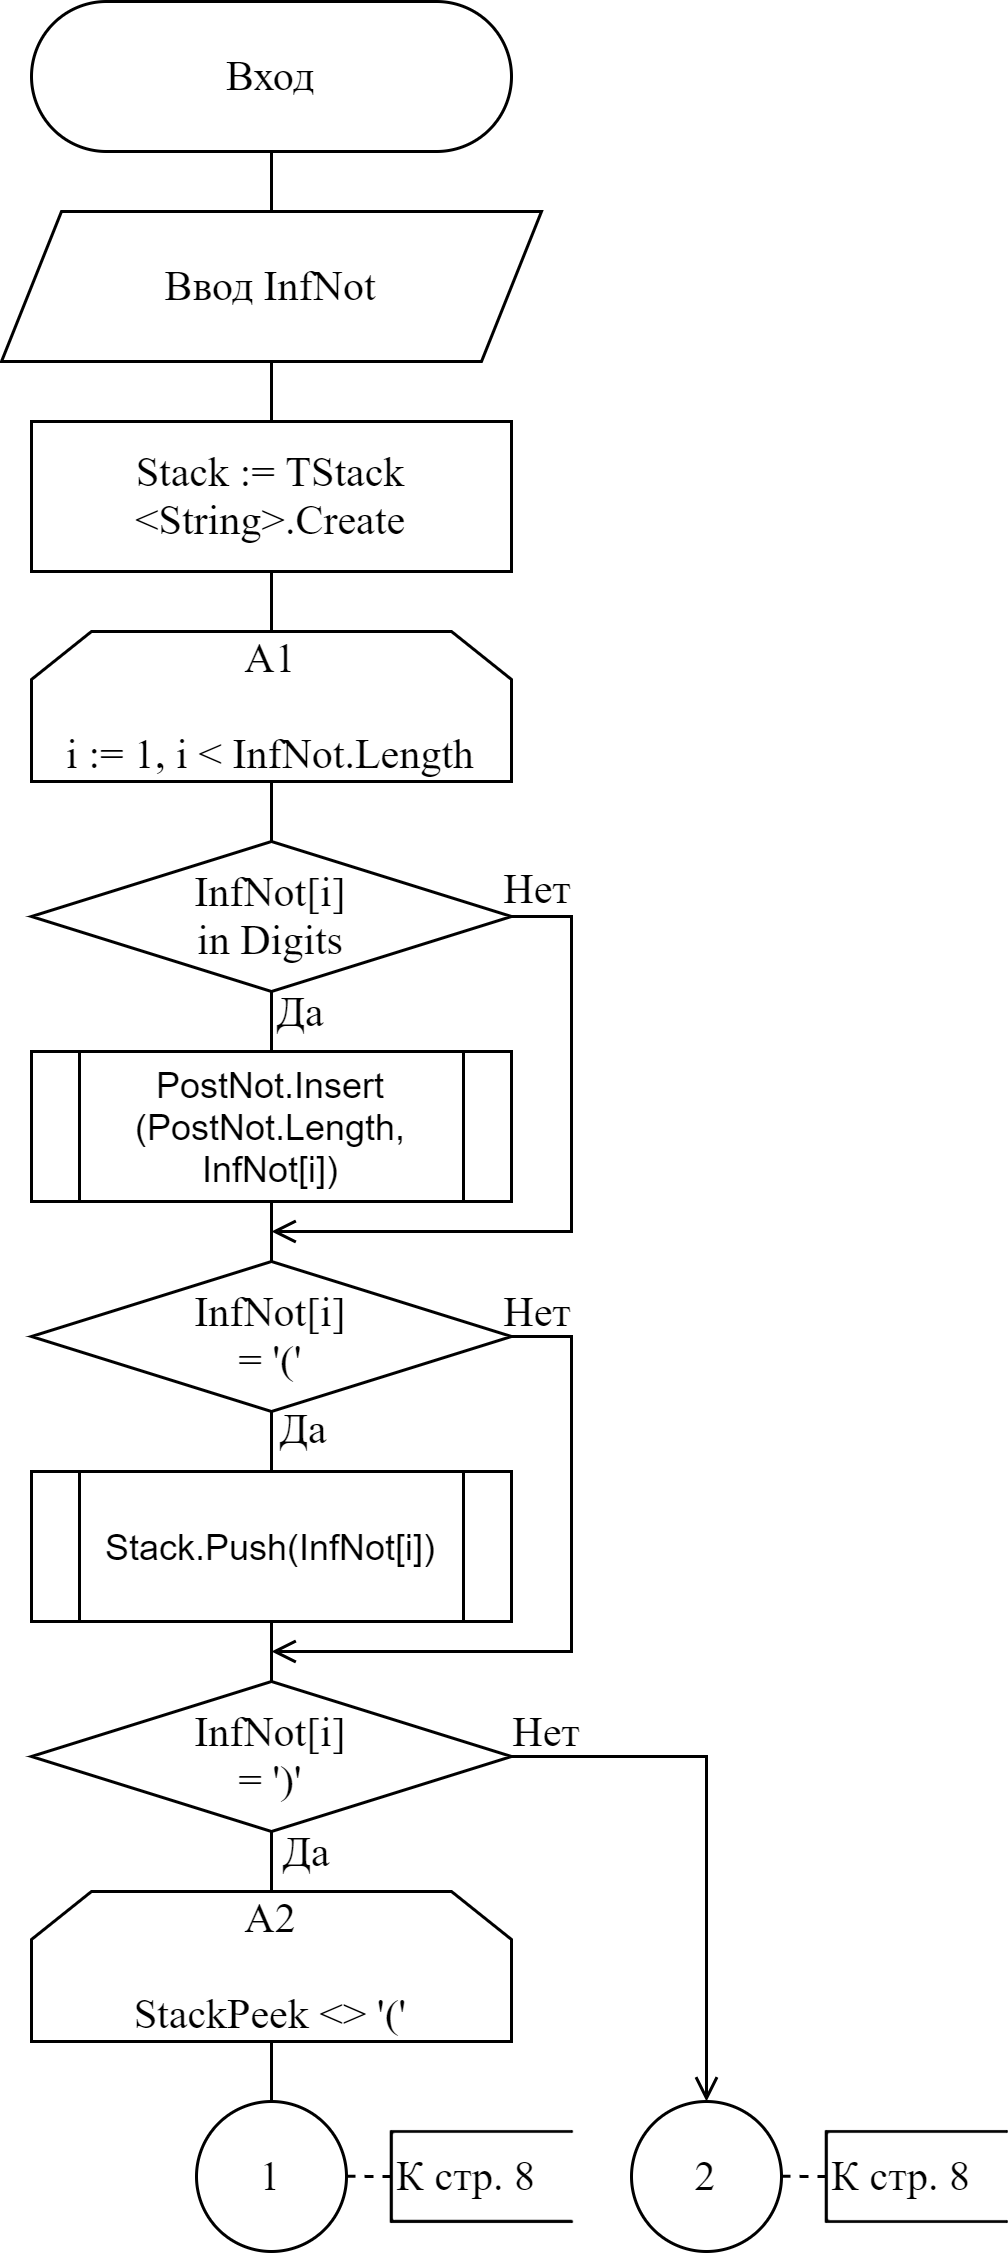 Вход
Ввод InfNot
Stack := TStack
<String>.Create
A1
i := 1, i < InfNot.Length
InfNot[i]
in Digits
Нет
Да
PostNot.Insert
(PostNot.Length,
InfNot[i])
InfNot[i]
= '('
Нет
Да
Stack.Push(InfNot[i])
InfNot[i]
= ')'
Нет
Да
A2
StackPeek <> '('
1
К стр. 8
2
К стр. 8